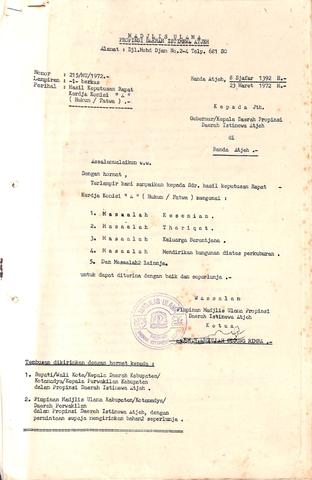 MADJLIS ULAMA
PROPINSI DAERAH ISTIMEWA ATJEH
Alamat : Djl.Mohd Djam No.2-4 Telp. 681 BO
Nomor : 215/MU/1972.-
Lampiran : -1- berkas
Perihal : Hasil Keputusan Rapat
Kerdja Komisi " A "
( Hukum / Fatwa ) .-
Banda Atjeh, 8 Sjafar 1392 H.-
23 Maret 1972 M.-
Kepada Jth.
Gubernur/Kepala Daerah Propinsi
Daerah Istimewa Atjeh
di
Banda Atjeh .-
Assalamualaikum w.w.
Dengan hormat ,
Terlampir kami sampaikan kepada Sdr. hasil keputusan Rapat
Kerdja Komisi " A " ( Hukum / Fatwa ) mengenai :
1. Masaalah Kesenian.
2. Masaalah Thariqat.
3. Masaalah Keluarga Berentjana.
4. Masaalah Mendirikan bangunan diatas perkuburan.
5. Dan Masaalah2 lainnja.
untuk dapat diterima dengan baik dan seperlunja .-
Wassalam
Pimpinan Madjlis Ulama Propinsi
Daerah Istimewa Atjeh
Ketua
Tembusan dikirimkan dengan hormat kepada :
1. Bupati/Wali Kota/Kepala Daerah Kabupaten/
Kotamadya/Kepala Perwakilan Kabupaten
dalam Propinsi Daerah Istimewa Atjeh.
2. Pimpinan Madjlis Ulama Kabupaten/Kotamadya/
Daerah Perwakilan
dalam Propinsi Daerah Istimewa Atjeh, dengan
permintaan supaja mengirimkan bahan2 seperlunja .